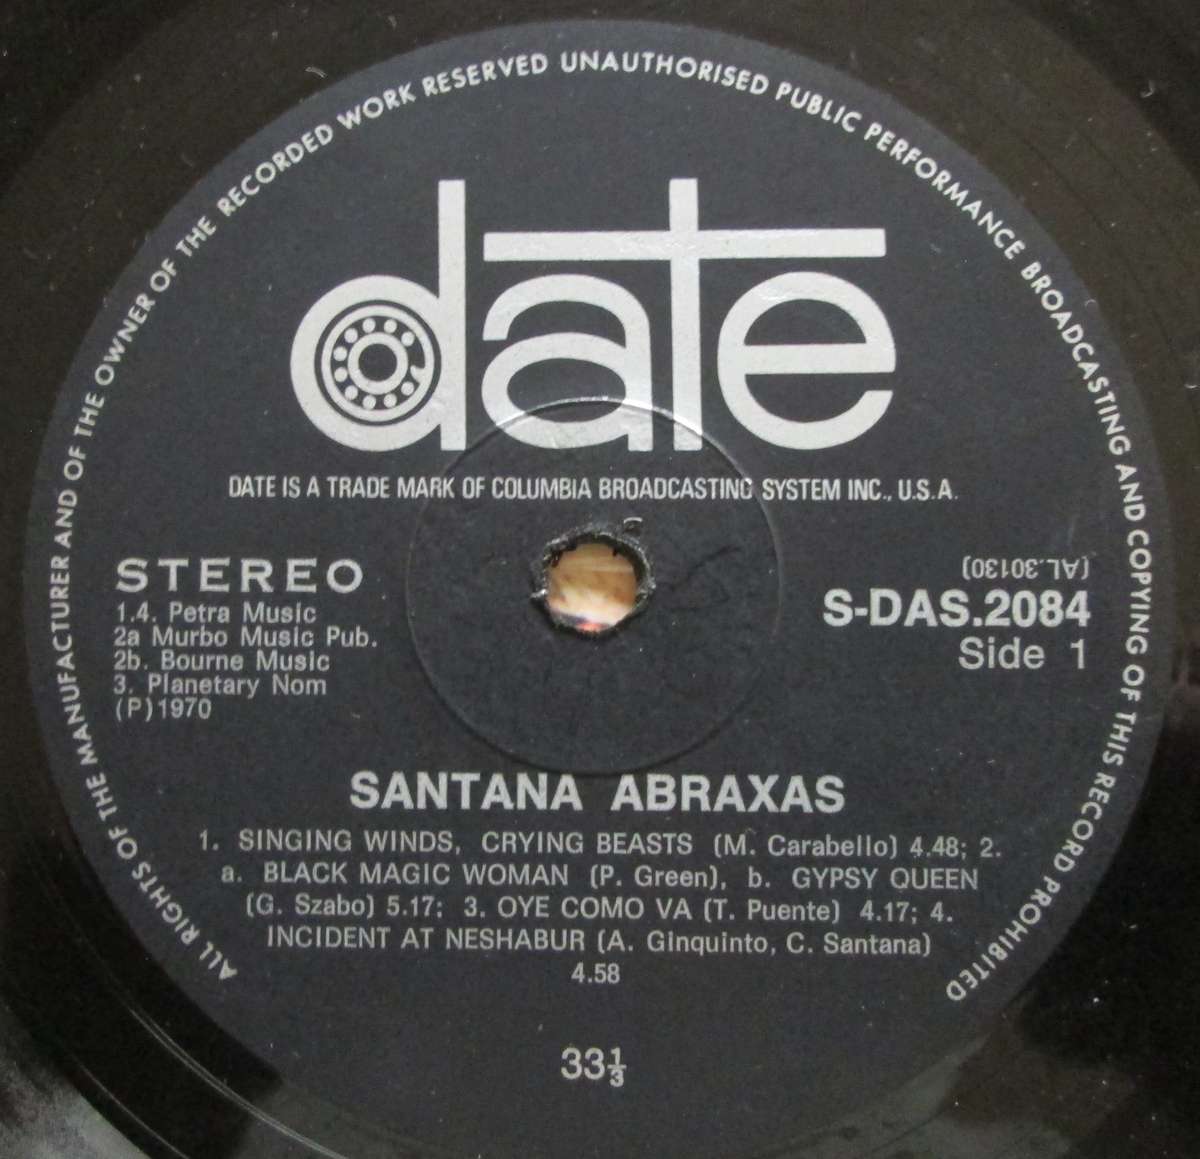 ALL RIGHTS OF THE MANUFACTURER AND OF THE OWNER OF THE RECORDED WORK RESERVED UNAUTHORISED PUBLIC PERFORMANCE BROADCASTING AND COPYING OF THIS RECORD PROHIBITED
date
DATE IS A TRADE MARK OF COLUMBIA BROADCASTING SYSTEM INC., U.S.A.
STEREO
1.4. Petra Music
2a Murbo Music Pub.
2b. Bourne Music
3. Planetary Nom
(P)1970
(AL.30130)
S-DAS.2084
Side 1
SANTANA ABRAXAS
1. SINGING WINDS, CRYING BEASTS (M. Carabello) 4.48; 2.
a. BLACK MAGIC WOMAN (P. Green), b. GYPSY QUEEN
(G. Szabo) 5.17; 3. OYE COMO VA (T. Puente) 4.17; 4.
INCIDENT AT NESHABUR (A. Ginquinto, C. Santana)
4.58
33⅓